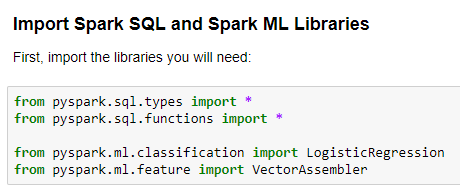 Import Spark SQL and Spark ML Libraries
First, import the libraries you will need:
from pyspark.sql.types import *
from pyspark.sql.functions import *
from pyspark.ml.classification import LogisticRegression
from pyspark.ml.feature import VectorAssembler